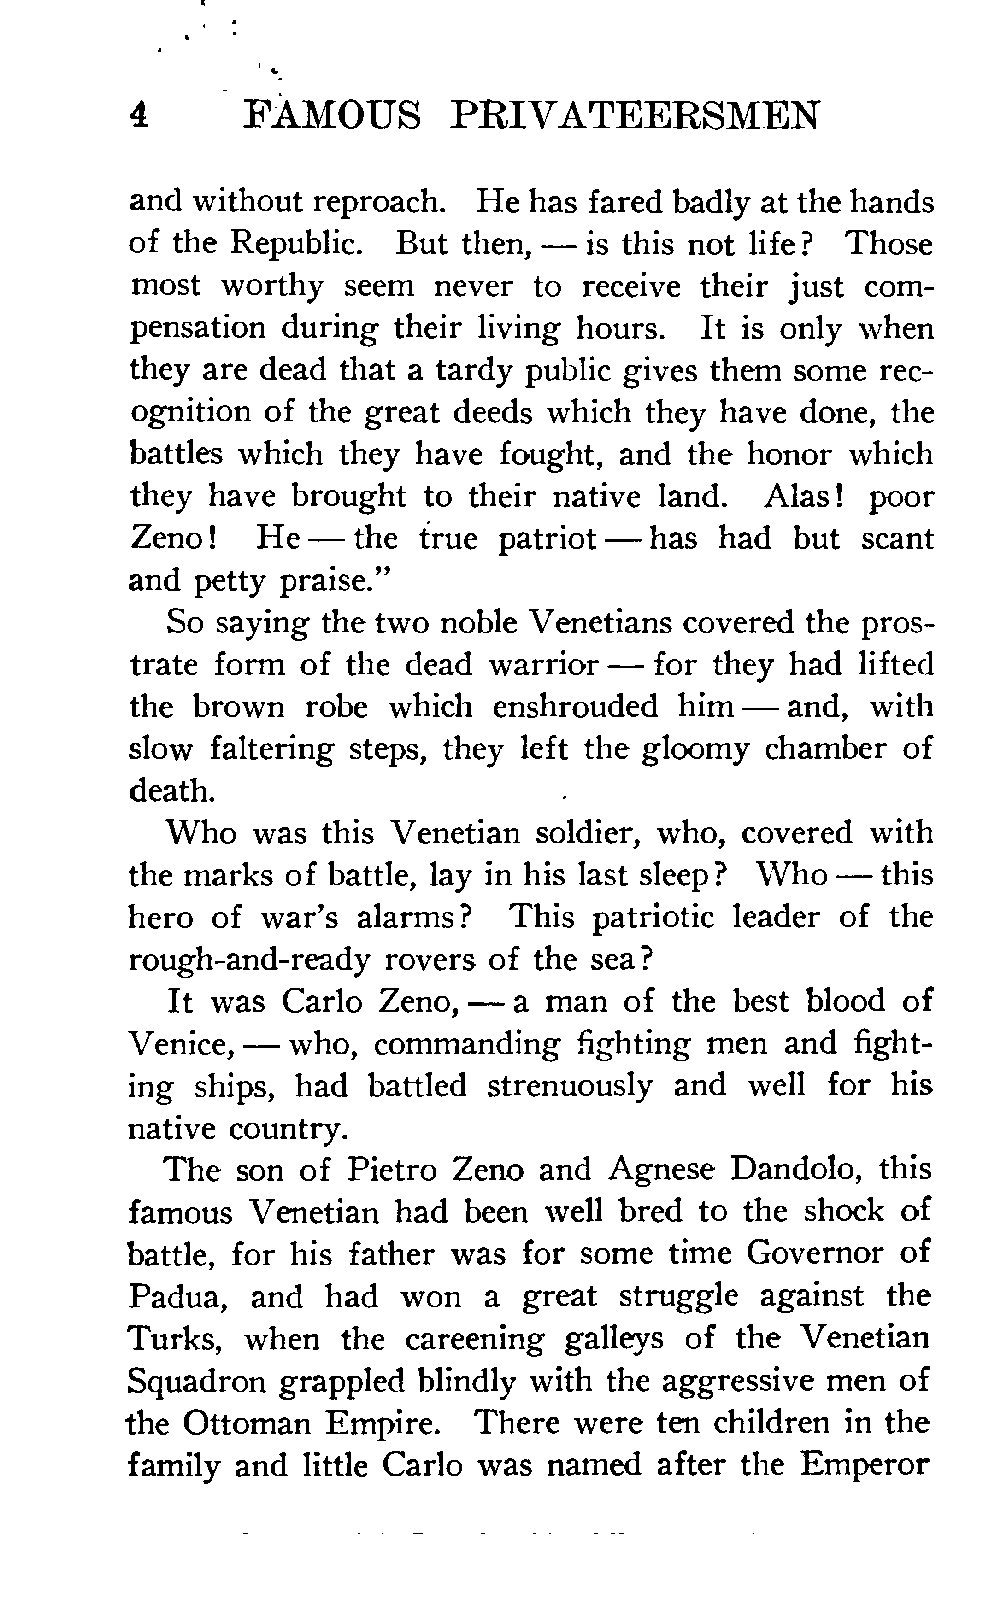 4 FAMOUS PRIVATEERSMEN
and without reproach. He has fared badly at the hands
of the Republic. But then, — is this not life? Those
most worthy seem never to receive their just com-
pensation during their living hours. It is only when
they are dead that a tardy public gives them some rec-
ognition of the great deeds which they have done, the
battles which they have fought, and the honor which
they have brought to their native land. Alas! poor
Zeno! He — the true patriot — has had but scant
and petty praise."
So saying the two noble Venetians covered the pros-
trate form of the dead warrior — for they had lifted
the brown robe which enshrouded him — and, with
slow faltering steps, they left the gloomy chamber of
death.
Who was this Venetian soldier, who, covered with
the marks of battle, lay in his last sleep? Who — this
hero of war's alarms? This patriotic leader of the
rough-and-ready rovers of the sea?
It was Carlo Zeno, — a man of the best blood of
Venice, — who, commanding fighting men and fight-
ing ships, had battled strenuously and well for his
native country.
The son of Pietro Zeno and Agnese Dandolo, this
famous Venetian had been well bred to the shock of
battle, for his father was for some time Governor of
Padua, and had won a great struggle against the
Turks, when the careening galleys of the Venetian
Squadron grappled blindly with the aggressive men of
the Ottoman Empire. There were ten children in the
family and little Carlo was named after the Emperor